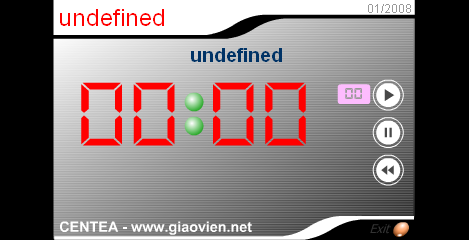 undefined
01/2008
undefined
00:00
00
CENTEA - www.giaovien.net
Exit